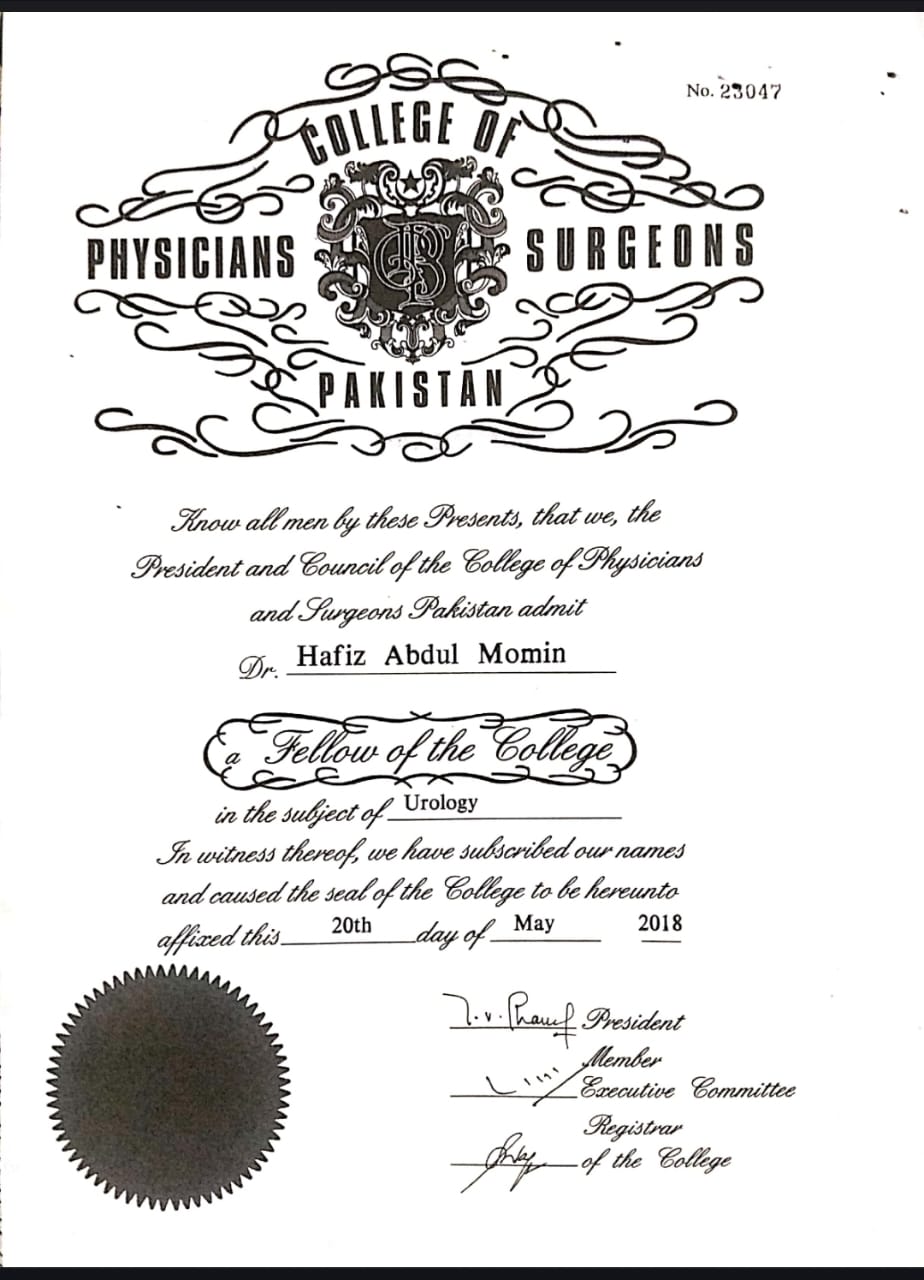 No. 23047
COLLEGE OF
PHYSICIANS SURGEONS
PAKISTAN
Know all men by these Presents, that we, the
President and Council of the College of Physicians
and Surgeons Pakistan admit
Dr. Hafiz Abdul Momin
a Fellow of the College
in the subject of Urology
In witness thereof, we have subscribed our names
and caused the seal of the College to be hereunto
affixed this 20th day of May 2018
President
Member
Executive Committee
Registrar
of the College